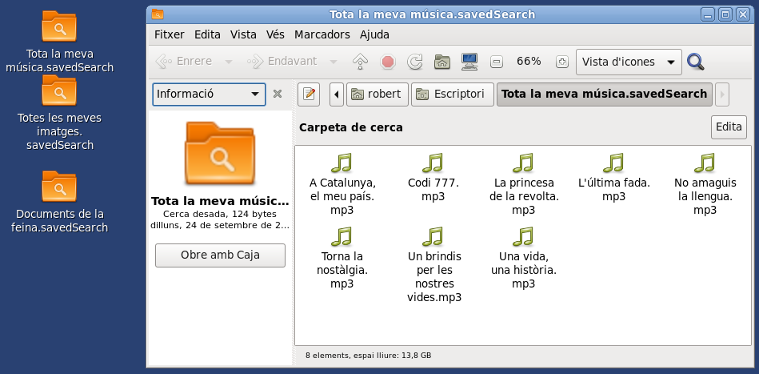 Tota la meva
música.savedSearch
Totes les meves
imatges.
savedSearch
Documents de la
feina.savedSearch
Tota la meva música.savedSearch
Fitxer Edita Vista Vés Marcadors Ajuda
Enrere Endavant 66% Vista d'icones
Informació robert Escriptori Tota la meva música.savedSearch
Carpeta de cerca Edita
Tota la meva músic...
Cerca desada, 124 bytes
dilluns, 24 de setembre de 2...
Obre amb Caja
A Catalunya,
el meu país.
mp3
Codi 777.
mp3
La princesa
de la revolta.
mp3
L'última fada.
mp3
No amaguis
la llengua.
mp3
Torna la
nostàlgia.
mp3
Un brindis
per les
nostres
vides.mp3
Una vida,
una història.
mp3
8 elements, espai lliure: 13,8 GB